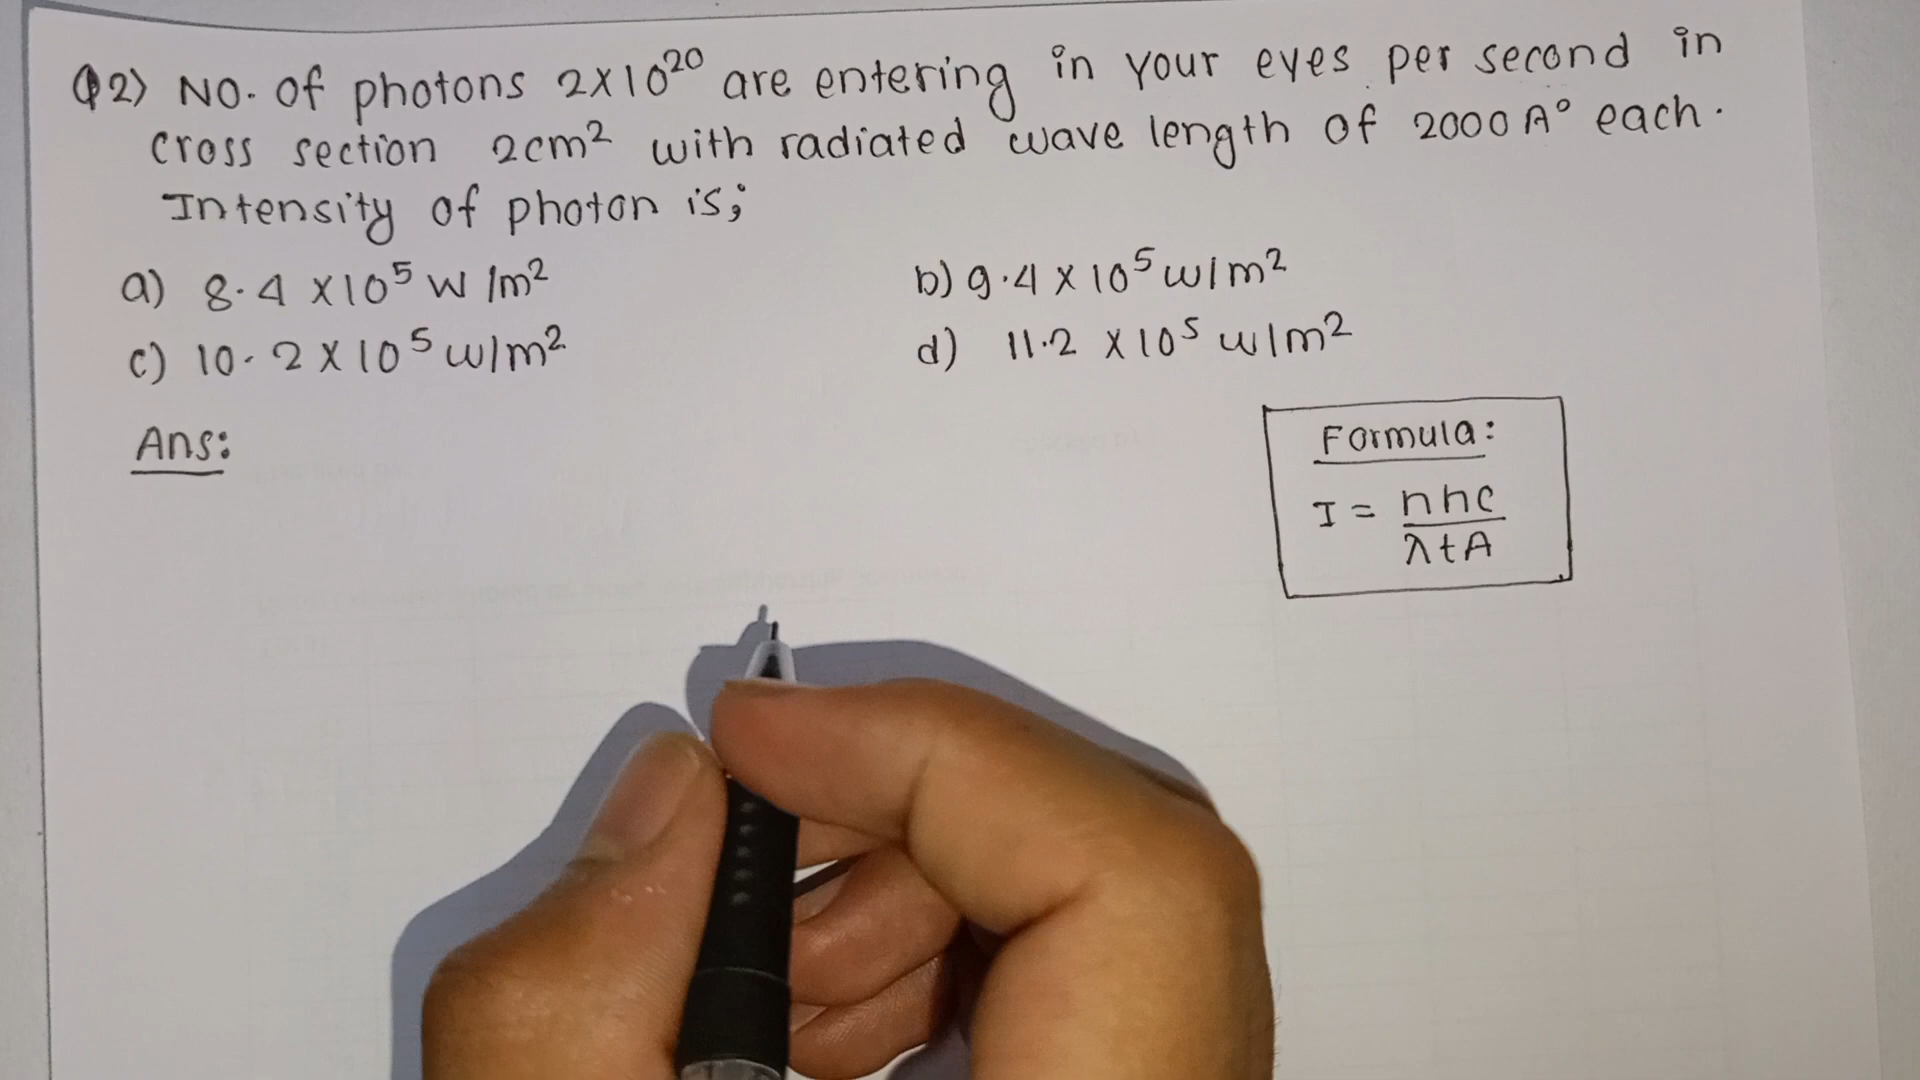 Q2) NO. of photons 2×10²⁰ are entering in your eyes per second in
cross section 2cm² with radiated wave length of 2000 A° each.
Intensity of photon is;
a) 8.4 ×10⁵ W/m²
b) 9.4 × 10⁵ w/m²
c) 10.2 × 10⁵ w/m²
d) 11.2 × 10⁵ w/m²
Ans:
Formula:
I = nhc
λtA